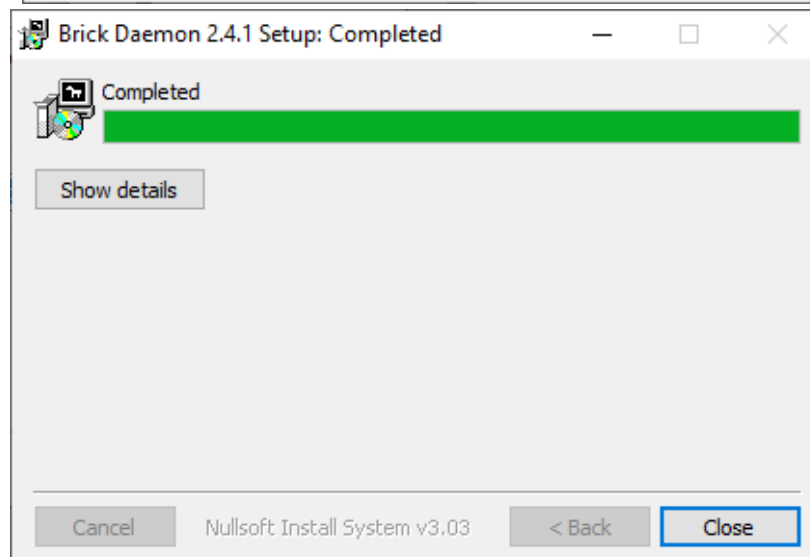 Brick Daemon 2.4.1 Setup: Completed
Completed
Show details
Cancel Nullsoft Install System v3.03 < Back Close